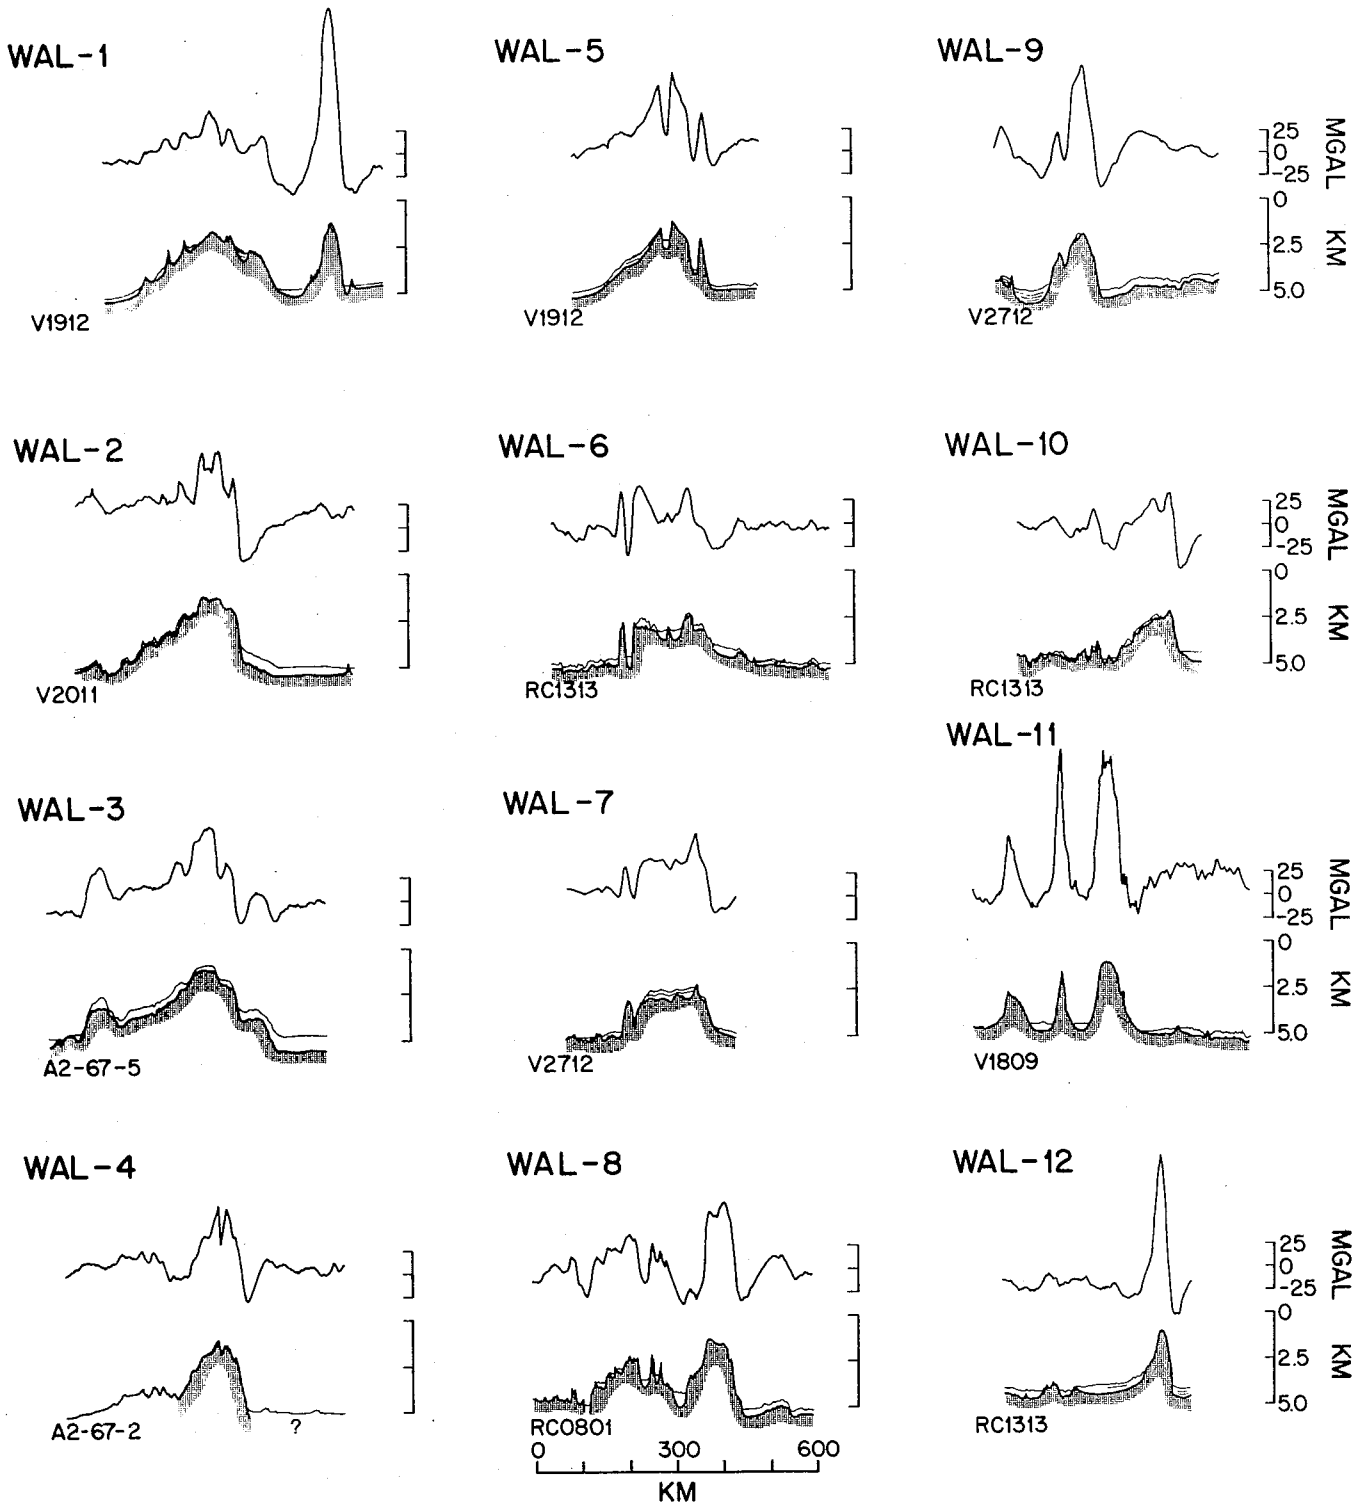 WAL-1
WAL-5
WAL-9
25
0
-25
MGAL
0
2.5
5.0
KM
V1912
V1912
V2712
WAL-2
WAL-6
WAL-10
25
0
-25
MGAL
0
2.5
5.0
KM
V2011
RC1313
RC1313
WAL-3
WAL-7
WAL-11
25
0
-25
MGAL
0
2.5
5.0
KM
A2-67-5
V2712
V1809
WAL-4
WAL-8
WAL-12
25
0
-25
MGAL
0
2.5
5.0
KM
A2-67-2
?
RC0801
RC1313
0 300 600
KM